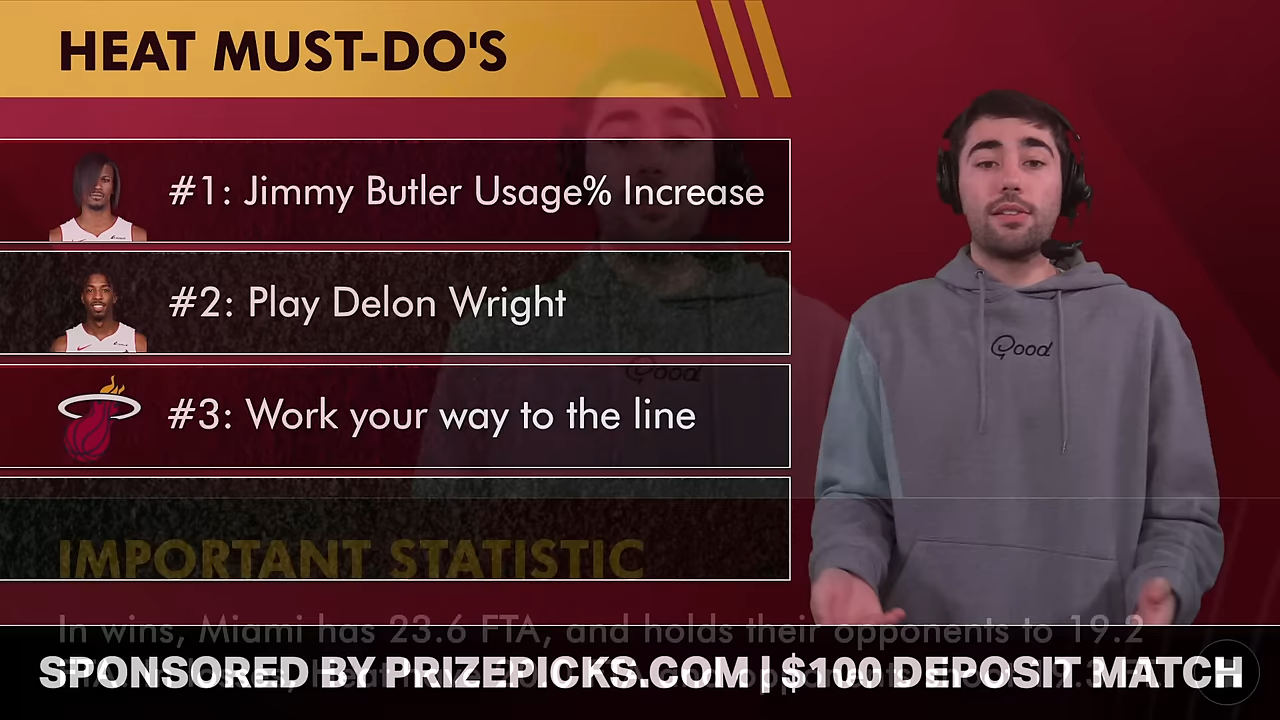 HEAT MUST-DO'S
#1: Jimmy Butler Usage% Increase
#2: Play Delon Wright
Good
Good
#3: Work your way to the line
IMPORTANT STATISTIC
In wins, Miami has 23.6 FTA, and holds their opponents to 19.2
SPONSORED BY PRIZEPICKS.COM | $100 DEPOSIT MATCH